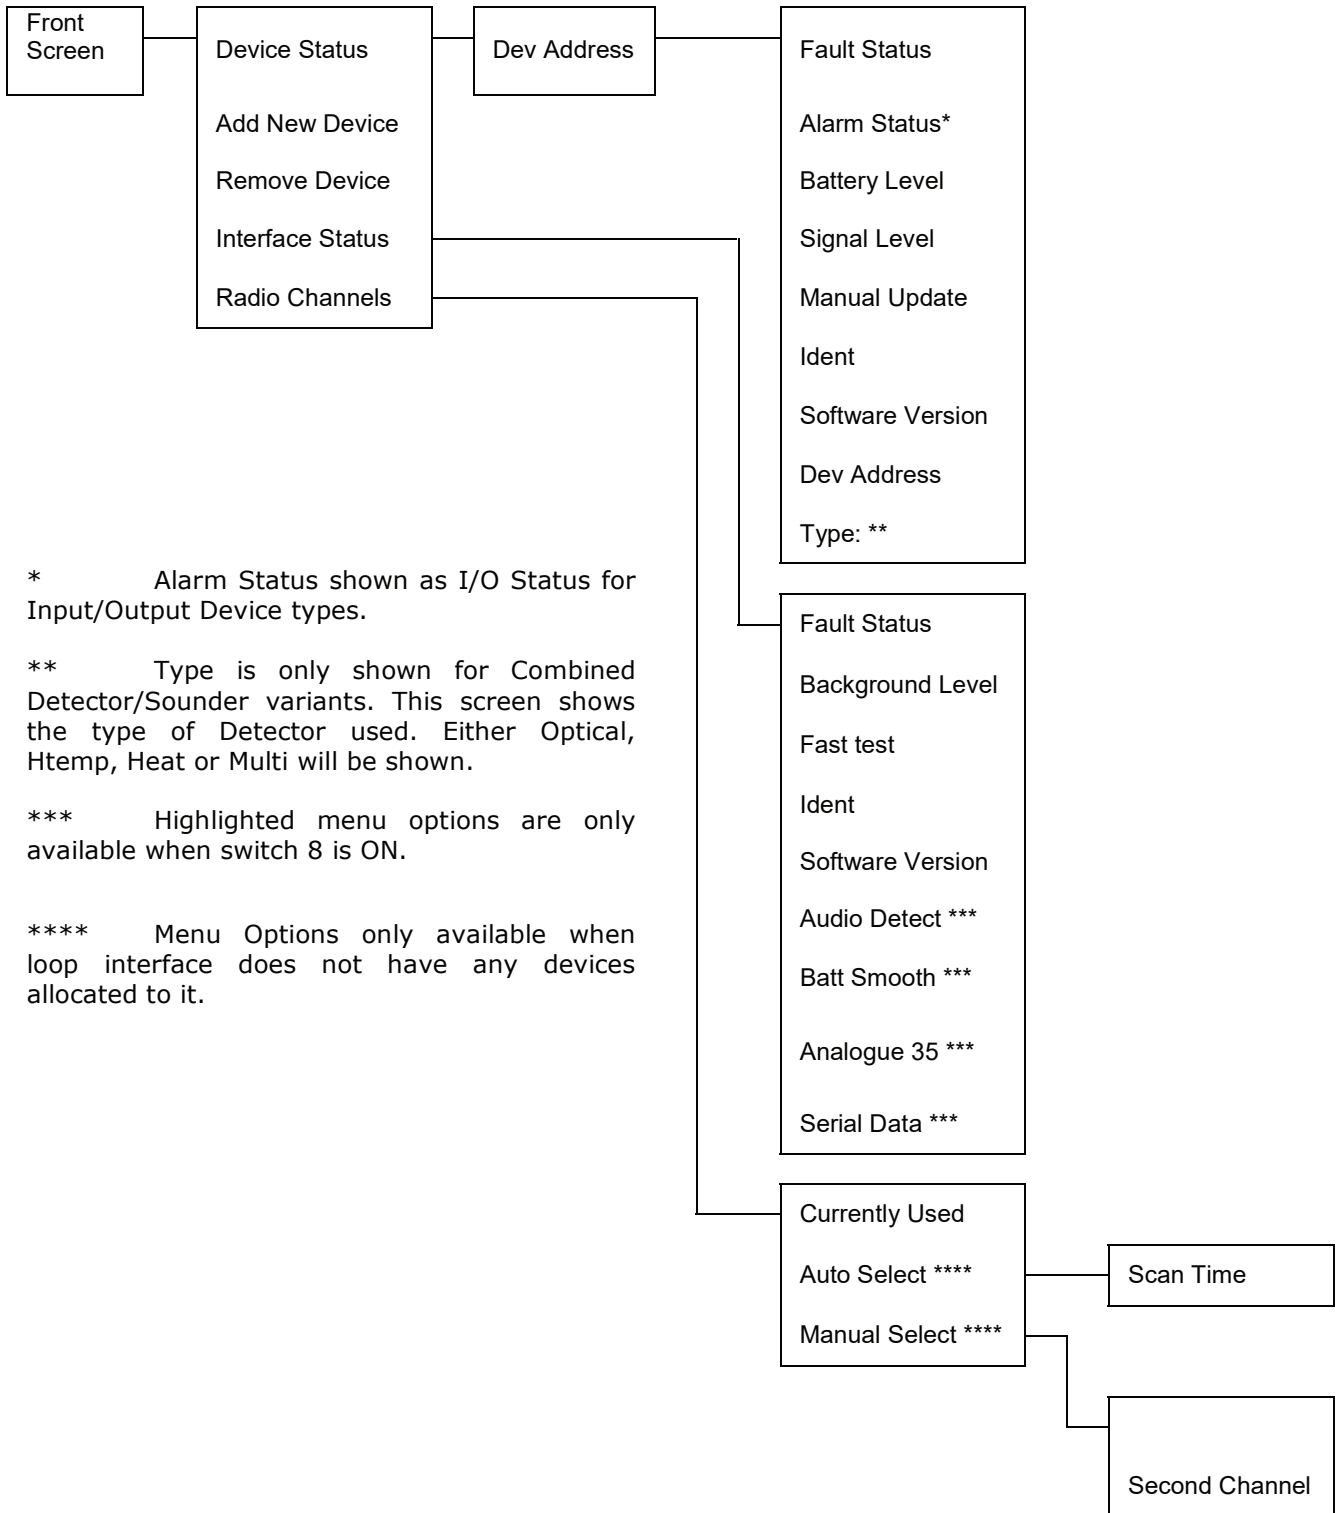 Front
Screen
Device Status
Add New Device
Remove Device
Interface Status
Radio Channels
Dev Address
Fault Status
Alarm Status*
Battery Level
Signal Level
Manual Update
Ident
Software Version
Dev Address
Type: **
* Alarm Status shown as I/O Status for
Input/Output Device types.
** Type is only shown for Combined
Detector/Sounder variants. This screen shows
the type of Detector used. Either Optical,
Htemp, Heat or Multi will be shown.
*** Highlighted menu options are only
available when switch 8 is ON.
**** Menu Options only available when
loop interface does not have any devices
allocated to it.
Fault Status
Background Level
Fast test
Ident
Software Version
Audio Detect ***
Batt Smooth ***
Analogue 35 ***
Serial Data ***
Currently Used
Auto Select ****
Manual Select ****
Scan Time
Second Channel